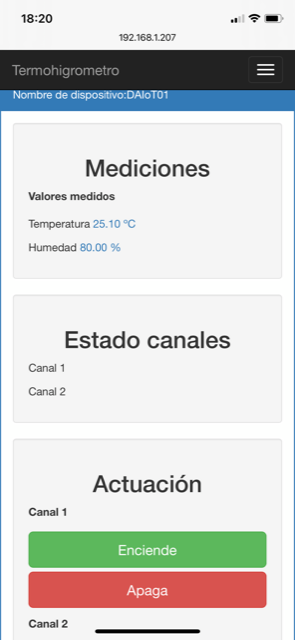 18:20
192.168.1.207
Termohigrometro
Nombre de dispositivo:DAIoT01
Mediciones
Valores medidos
Temperatura 25.10 ºC
Humedad 80.00 %
Estado canales
Canal 1
Canal 2
Actuación
Canal 1
Enciende
Apaga
Canal 2